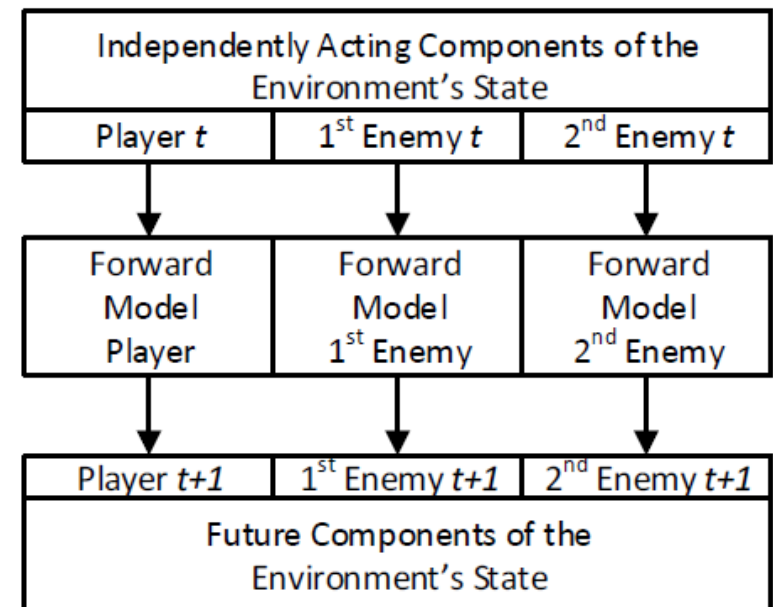 Independently Acting Components of the
Environment's State
Player t 1st Enemy t 2nd Enemy t
Forward Forward Forward
Model Model Model
Player 1st Enemy 2nd Enemy
Player t+1 1st Enemy t+1 2nd Enemy t+1
Future Components of the
Environment's State